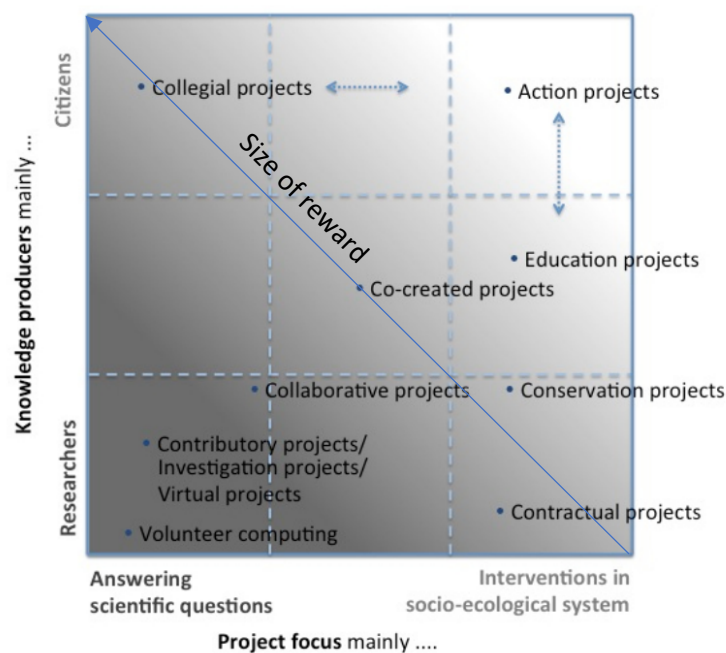 Citizens
Collegial projects
Action projects
Size of reward
Knowledge producers mainly ...
Education projects
Co-created projects
Collaborative projects
Conservation projects
Researchers
Contributory projects/
Investigation projects/
Virtual projects
Contractual projects
Volunteer computing
Answering
scientific questions
Interventions in
socio-ecological system
Project focus mainly ....